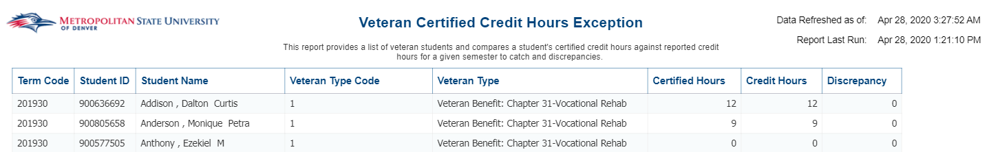 METROPOLITAN STATE UNIVERSITY
OF DENVER
Veteran Certified Credit Hours Exception
Data Refreshed as of: Apr 28, 2020 3:27:52 AM
Report Last Run: Apr 28, 2020 1:21:10 PM
This report provides a list of veteran students and compares a student's certified credit hours against reported credit
hours for a given semester to catch and discrepancies.
Term Code Student ID Student Name Veteran Type Code Veteran Type Certified Hours Credit Hours Discrepancy
201930 900636692 Addison , Dalton Curtis 1 Veteran Benefit: Chapter 31-Vocational Rehab 12 12 0
201930 900805658 Anderson , Monique Petra 1 Veteran Benefit: Chapter 31-Vocational Rehab 9 9 0
201930 900577505 Anthony , Ezekiel M 1 Veteran Benefit: Chapter 31-Vocational Rehab 0 0 0